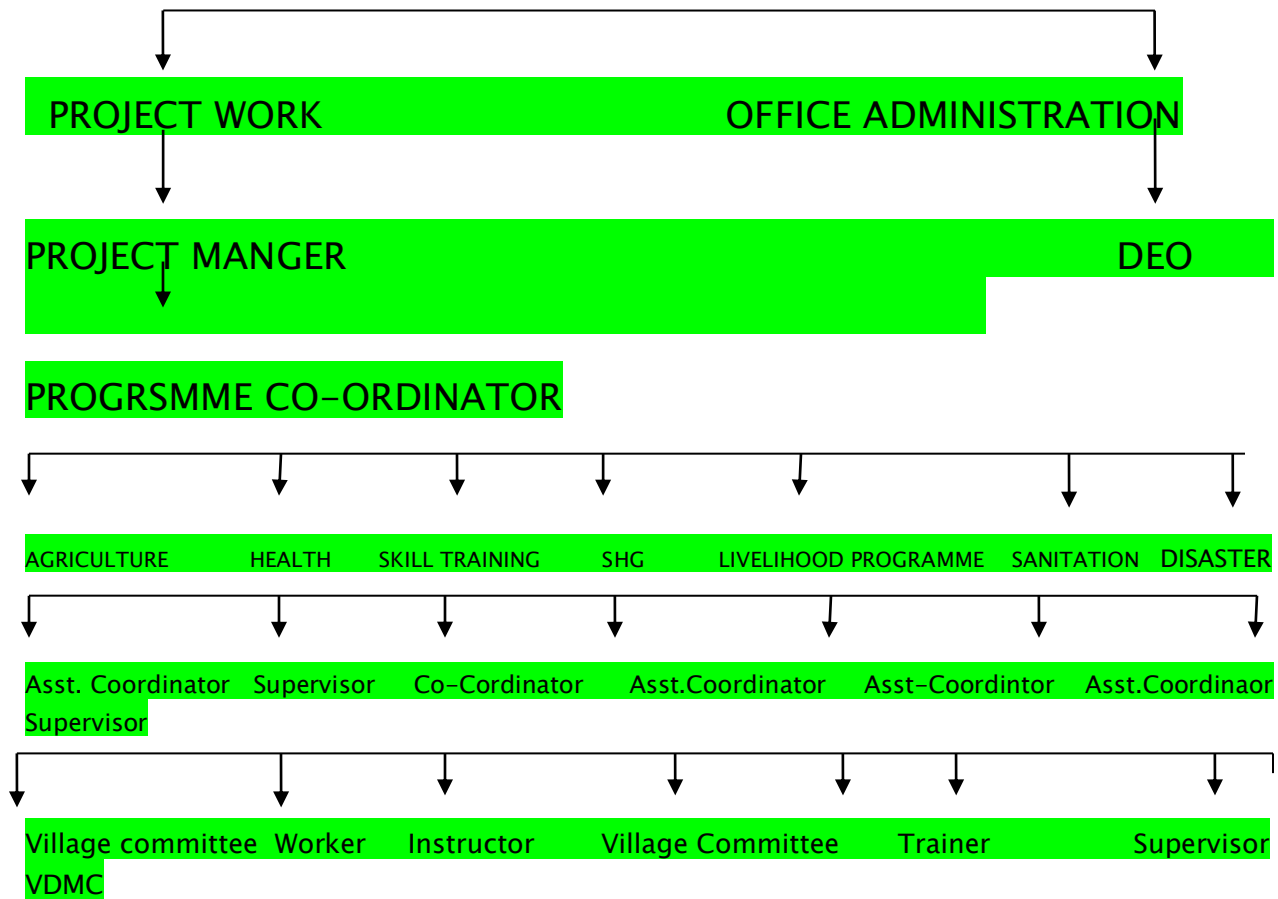 PROJECT WORK OFFICE ADMINISTRATION
PROJECT MANGER DEO
PROGRSMME CO-ORDINATOR
AGRICULTURE HEALTH SKILL TRAINING SHG LIVELIHOOD PROGRAMME SANITATION DISASTER
Asst. Coordinator Supervisor Co-Cordinator Asst.Coordinator Asst-Coordintor Asst.Coordinaor
Supervisor
Village committee Worker Instructor Village Committee Trainer Supervisor
VDMC